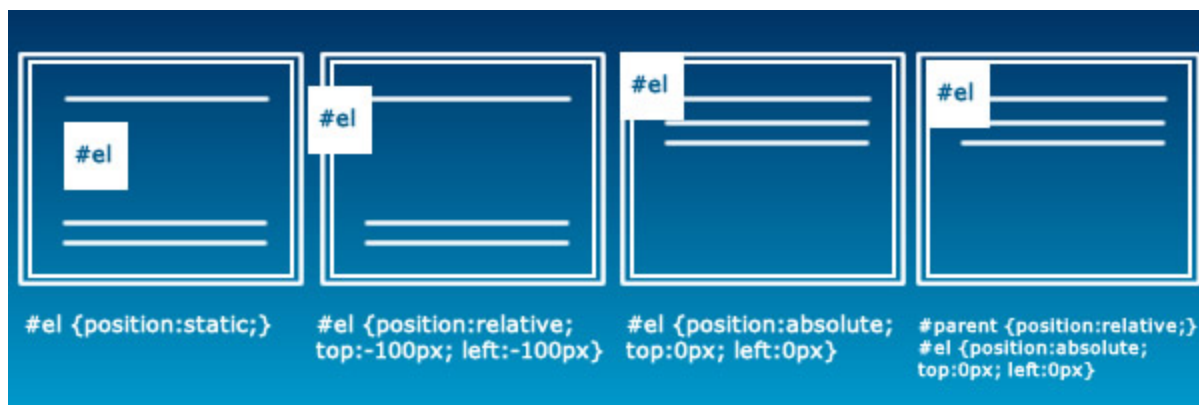 #el
#el
#el
#el
#el {position:static;}
#el {position:relative;
top:-100px; left:-100px}
#el {position:absolute;
top:0px; left:0px}
#parent {position:relative;}
#el {position:absolute;
top:0px; left:0px}